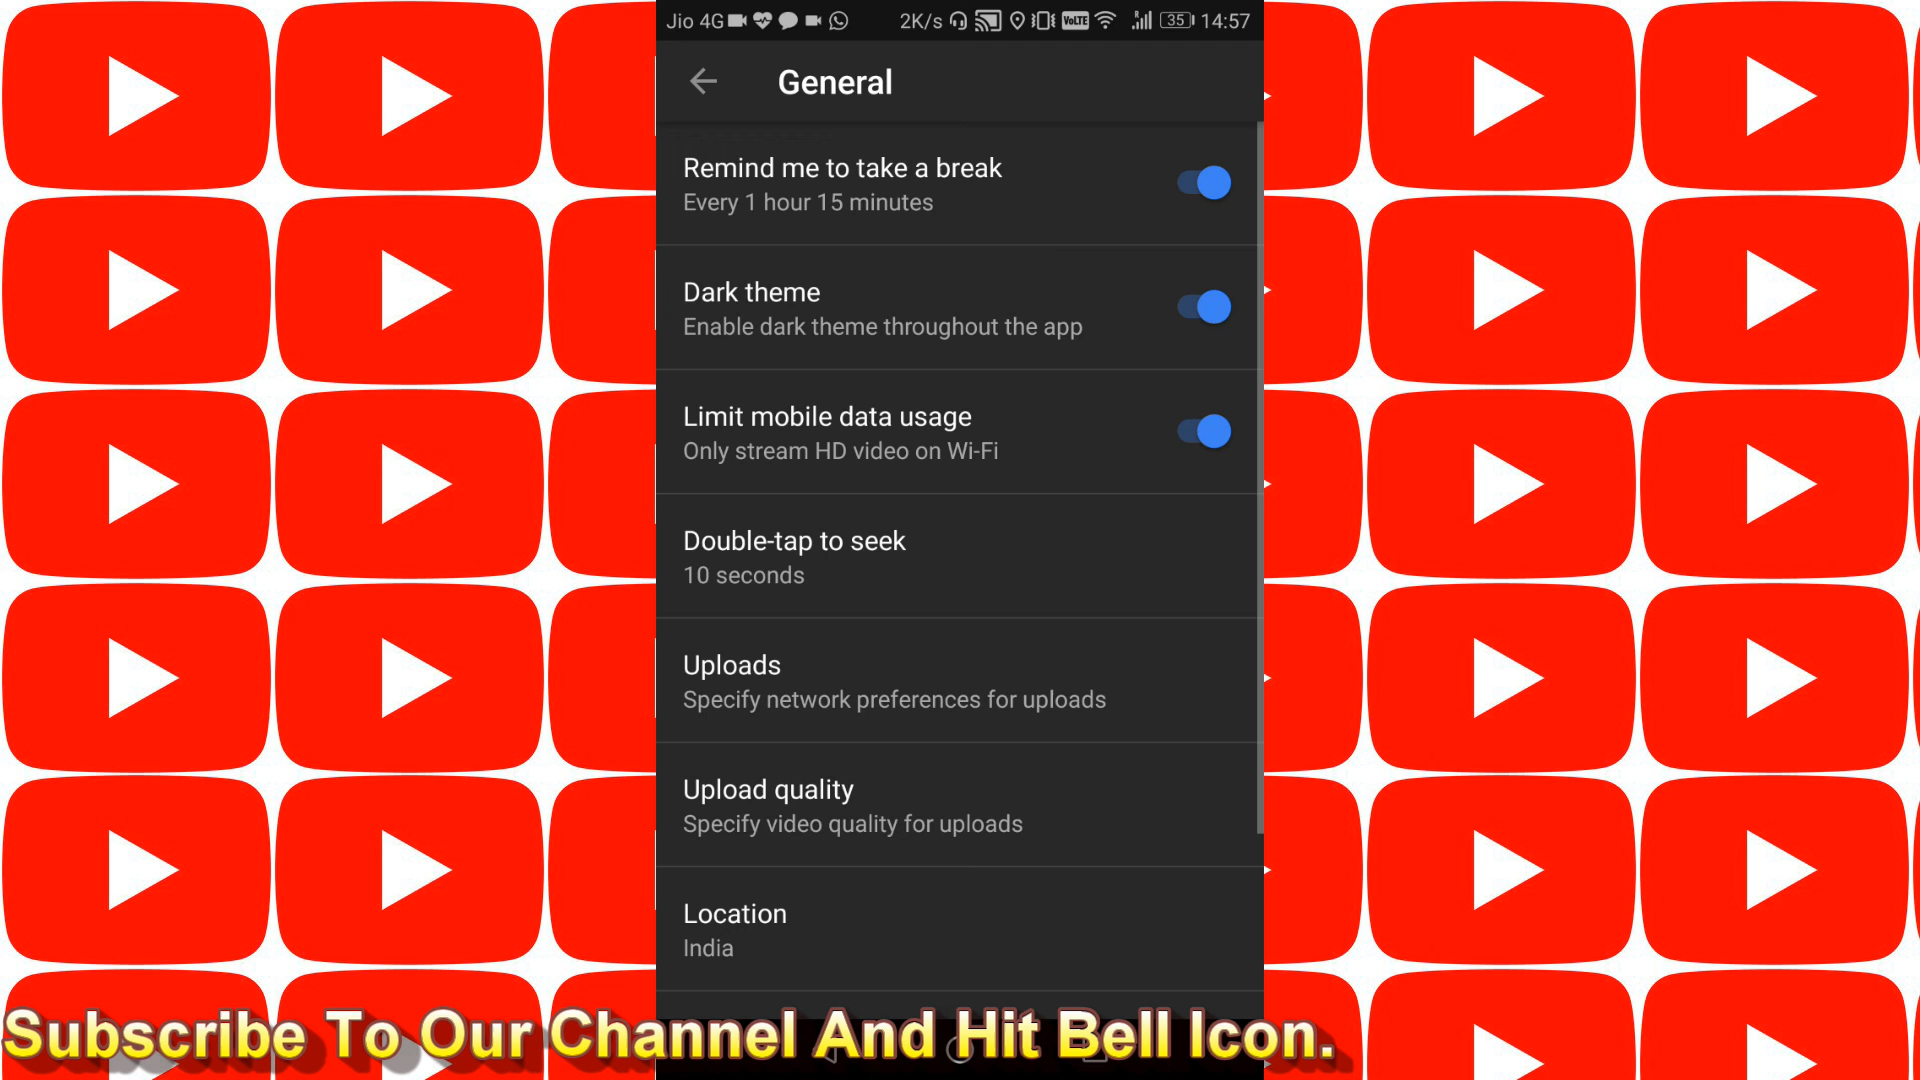 Jio 4G 2K/s VoLTE 35 14:57
General
Remind me to take a break
Every 1 hour 15 minutes
Dark theme
Enable dark theme throughout the app
Limit mobile data usage
Only stream HD video on Wi-Fi
Double-tap to seek
10 seconds
Uploads
Specify network preferences for uploads
Upload quality
Specify video quality for uploads
Location
India
Subscribe To Our Channel And Hit Bell Icon.